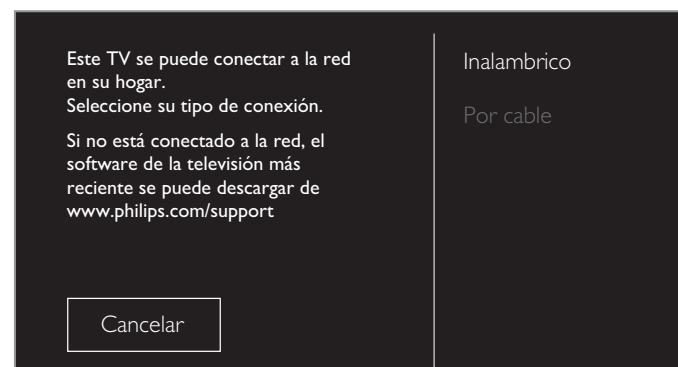 Este TV se puede conectar a la red
en su hogar.
Seleccione su tipo de conexión.
Si no está conectado a la red, el
software de la televisión más
reciente se puede descargar de
www.philips.com/support
Cancelar
Inalambrico
Por cable